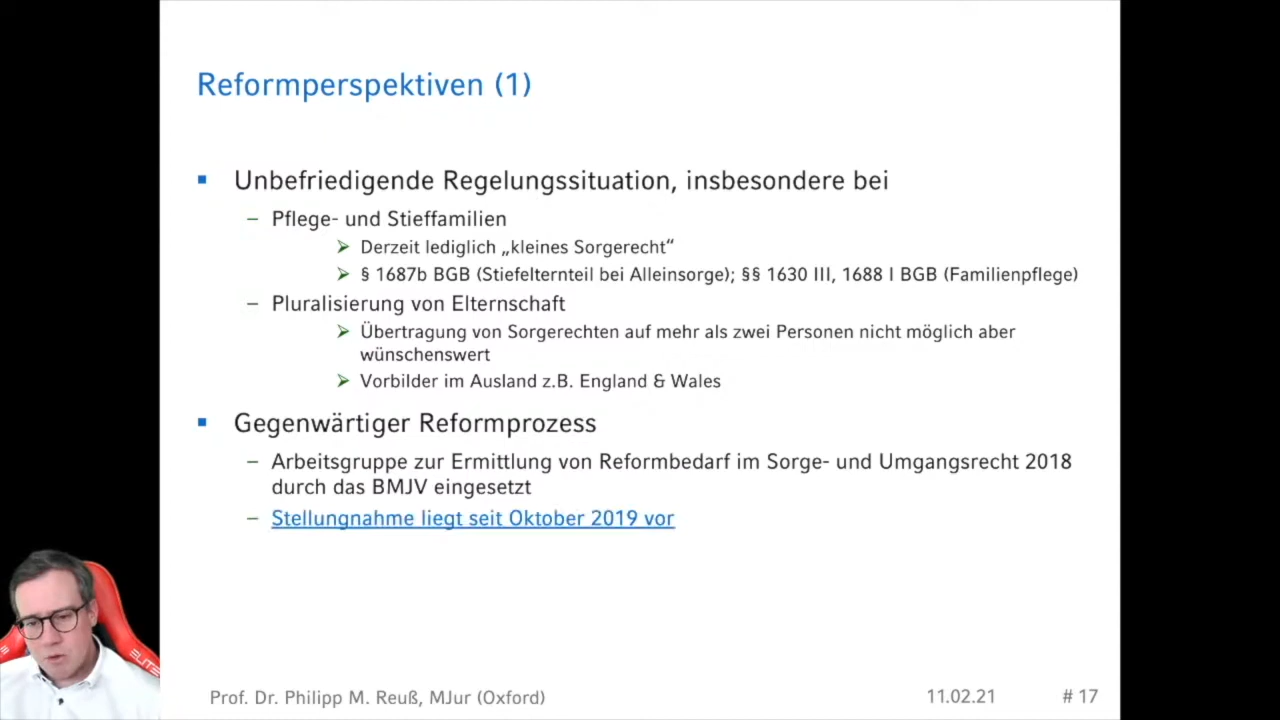 Reformperspektiven (1)
▪ Unbefriedigende Regelungssituation, insbesondere bei
– Pflege- und Stieffamilien
➢ Derzeit lediglich „kleines Sorgerecht“
➢ § 1687b BGB (Stiefelternteil bei Alleinsorge); §§ 1630 III, 1688 I BGB (Familienpflege)
– Pluralisierung von Elternschaft
➢ Übertragung von Sorgerechten auf mehr als zwei Personen nicht möglich aber
wünschenswert
➢ Vorbilder im Ausland z.B. England & Wales
▪ Gegenwärtiger Reformprozess
– Arbeitsgruppe zur Ermittlung von Reformbedarf im Sorge- und Umgangsrecht 2018
durch das BMJV eingesetzt
– Stellungnahme liegt seit Oktober 2019 vor
ELITE
Prof. Dr. Philipp M. Reuß, MJur (Oxford)
11.02.21
# 17